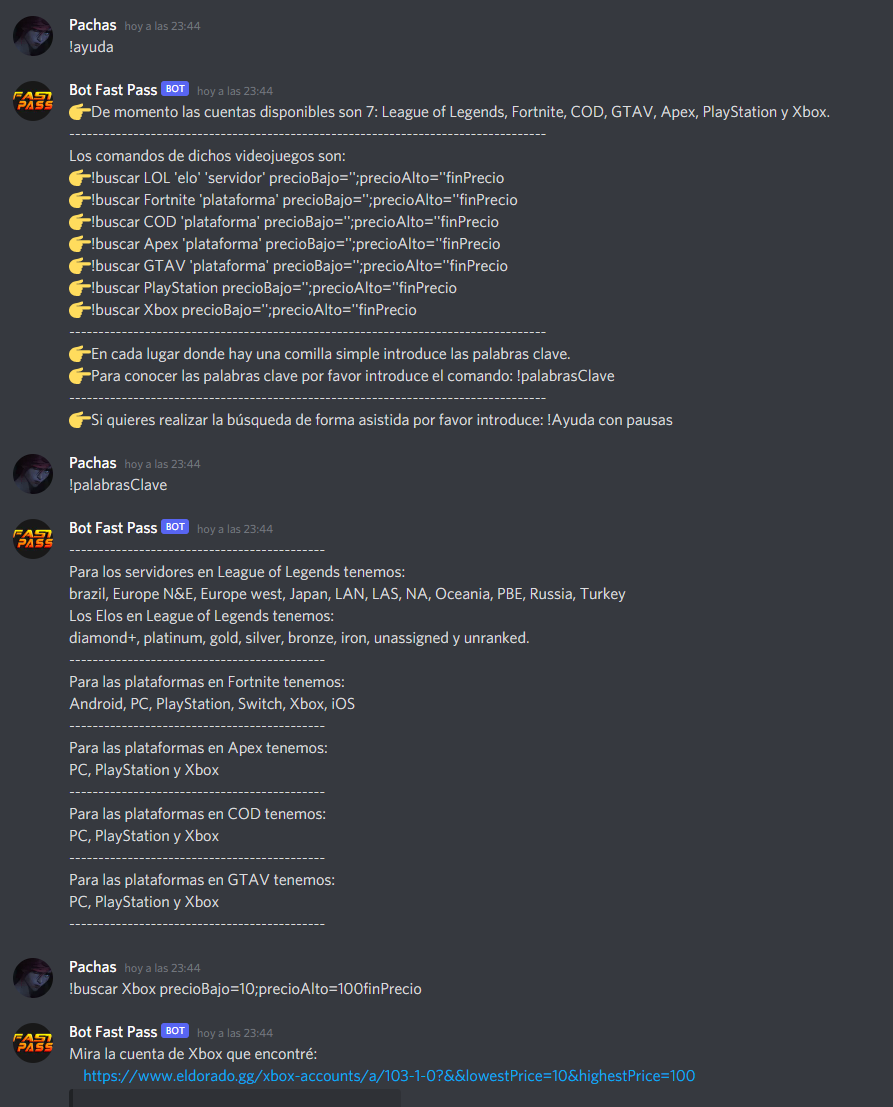 Pachas hoy a las 23:44
!ayuda
FAST PASS
Bot Fast Pass BOT hoy a las 23:44
👉De momento las cuentas disponibles son 7: League of Legends, Fortnite, COD, GTAV, Apex, PlayStation y Xbox.
--------------------------------------------------------------------------------
Los comandos de dichos videojuegos son:
👉!buscar LOL 'elo' 'servidor' precioBajo='';precioAlto=''finPrecio
👉!buscar Fortnite 'plataforma' precioBajo='';precioAlto=''finPrecio
👉!buscar COD 'plataforma' precioBajo='';precioAlto=''finPrecio
👉!buscar Apex 'plataforma' precioBajo='';precioAlto=''finPrecio
👉!buscar GTAV 'plataforma' precioBajo='';precioAlto=''finPrecio
👉!buscar PlayStation precioBajo='';precioAlto=''finPrecio
👉!buscar Xbox precioBajo='';precioAlto=''finPrecio
--------------------------------------------------------------------------------
👉En cada lugar donde hay una comilla simple introduce las palabras clave.
👉Para conocer las palabras clave por favor introduce el comando: !palabrasClave
--------------------------------------------------------------------------------
👉Si quieres realizar la búsqueda de forma asistida por favor introduce: !Ayuda con pausas
Pachas hoy a las 23:44
!palabrasClave
FAST PASS
Bot Fast Pass BOT hoy a las 23:44
-------------------------------------------
Para los servidores en League of Legends tenemos:
brazil, Europe N&E, Europe west, Japan, LAN, LAS, NA, Oceania, PBE, Russia, Turkey
Los Elos en League of Legends tenemos:
diamond+, platinum, gold, silver, bronze, iron, unassigned y unranked.
-------------------------------------------
Para las plataformas en Fortnite tenemos:
Android, PC, PlayStation, Switch, Xbox, iOS
-------------------------------------------
Para las plataformas en Apex tenemos:
PC, PlayStation y Xbox
-------------------------------------------
Para las plataformas en COD tenemos:
PC, PlayStation y Xbox
-------------------------------------------
Para las plataformas en GTAV tenemos:
PC, PlayStation y Xbox
-------------------------------------------
Pachas hoy a las 23:44
!buscar Xbox precioBajo=10;precioAlto=100finPrecio
FAST PASS
Bot Fast Pass BOT hoy a las 23:44
Mira la cuenta de Xbox que encontré:
https://www.eldorado.gg/xbox-accounts/a/103-1-0?&&lowestPrice=10&highestPrice=100